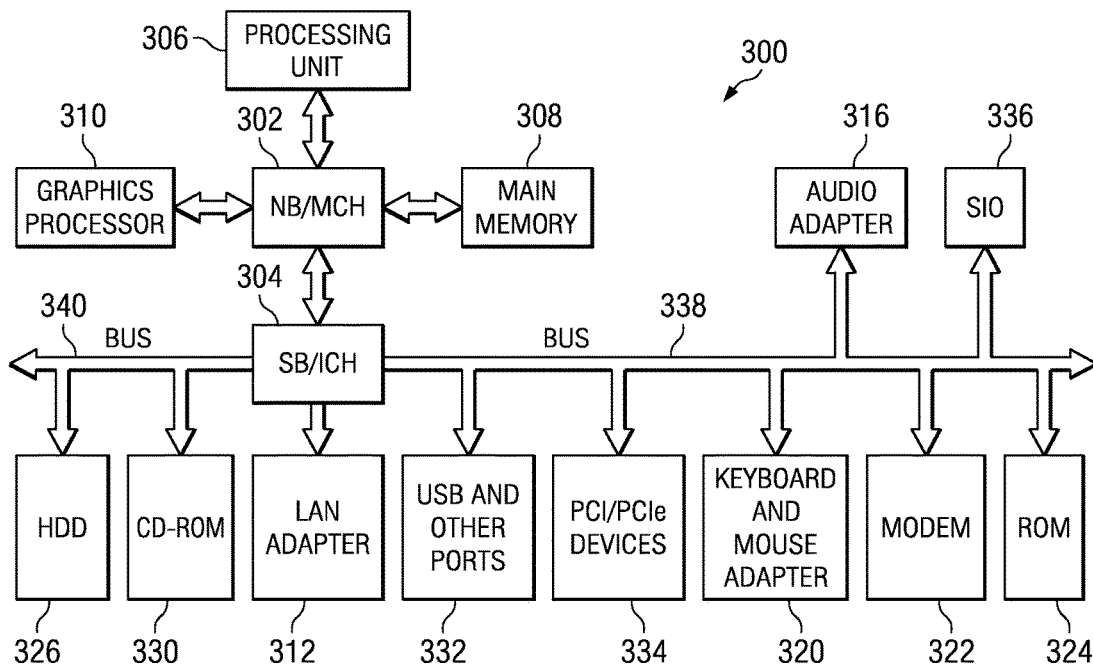 306
PROCESSING
UNIT
300
310
302
308
316
336
GRAPHICS
PROCESSOR
NB/MCH
MAIN
MEMORY
AUDIO
ADAPTER
SIO
304
340
BUS
SB/ICH
BUS
338
HDD
CD-ROM
LAN
ADAPTER
USB AND
OTHER
PORTS
PCI/PCIe
DEVICES
KEYBOARD
AND
MOUSE
ADAPTER
MODEM
ROM
326
330
312
332
334
320
322
324